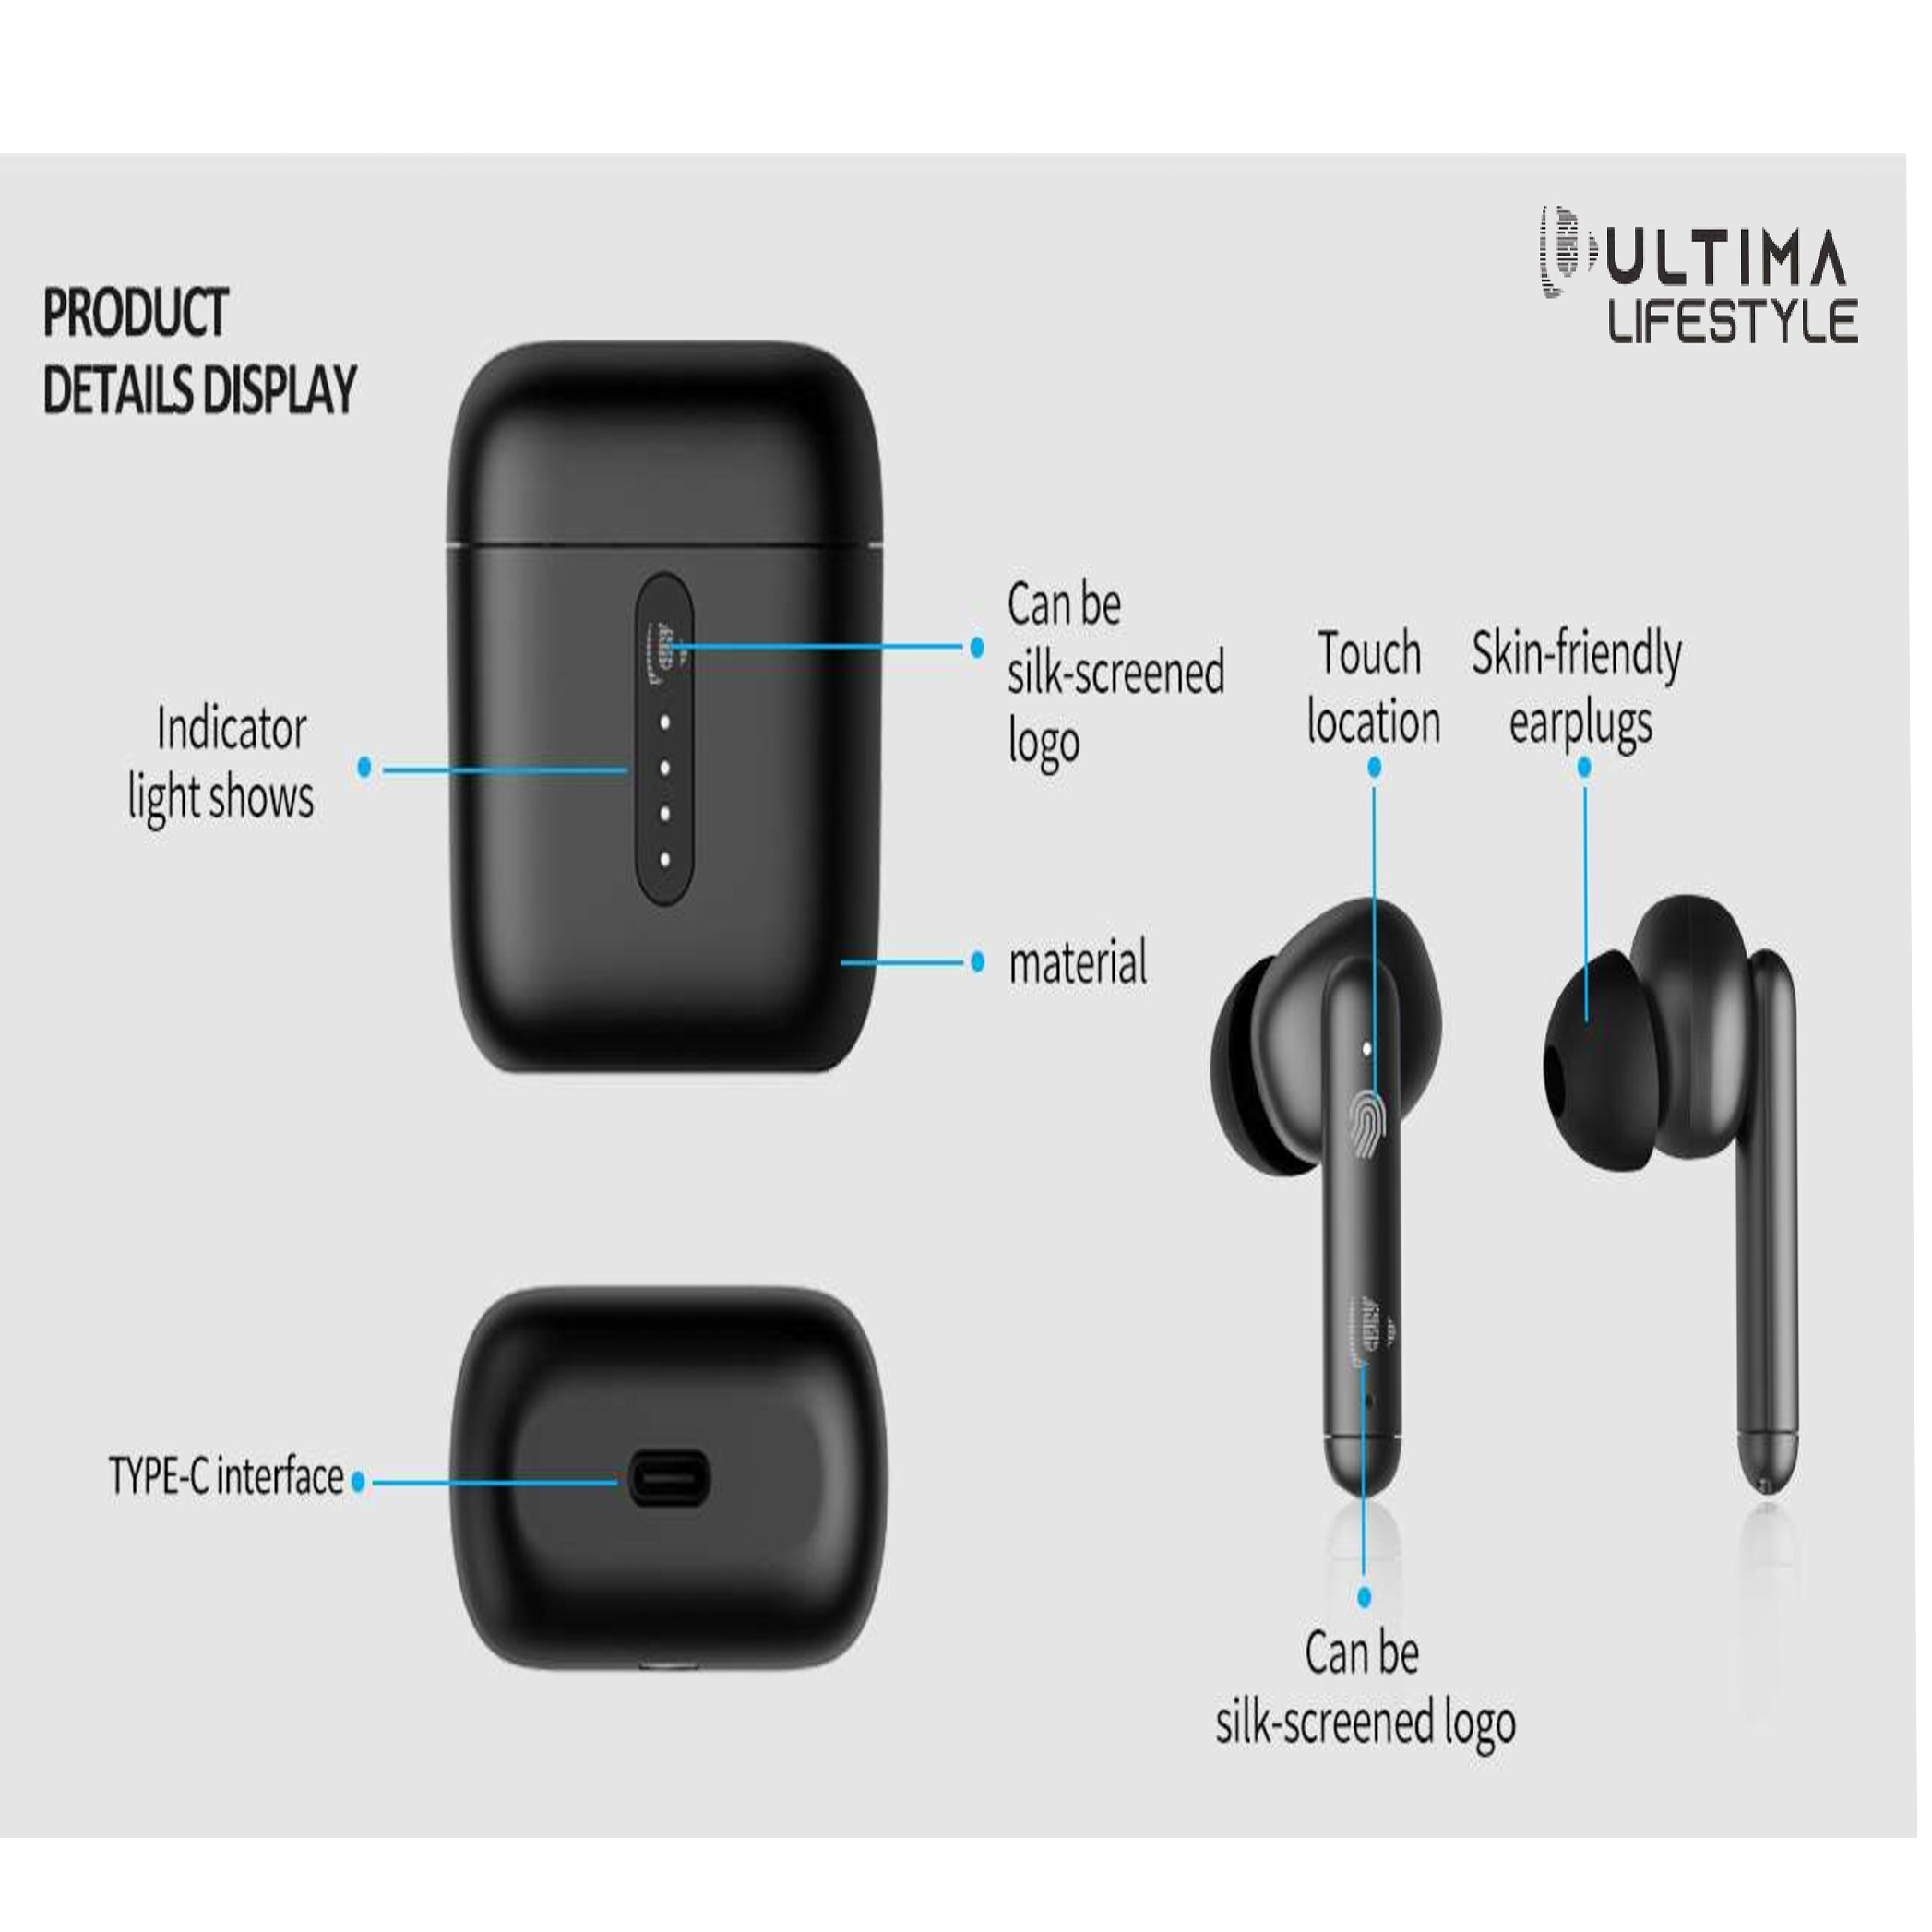 ULTIMA
LIFESTYLE
PRODUCT
DETAILS DISPLAY
Can be
silk-screened
logo
Indicator
light shows
material
Touch
location
Skin-friendly
earplugs
TYPE-C interface
Can be
silk-screened logo